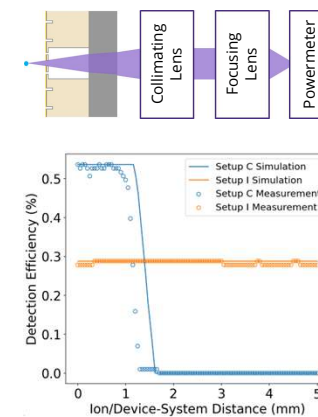 Collimating
Lens
Focusing
Lens
Powermeter
Setup C Simulation
Setup I Simulation
Setup C Measurement
Setup I Measurement
Detection Efficiency (%)
0.5
0.4
0.3
0.2
0.1
0.0
0 1 2 3 4 5
Ion/Device-System Distance (mm)